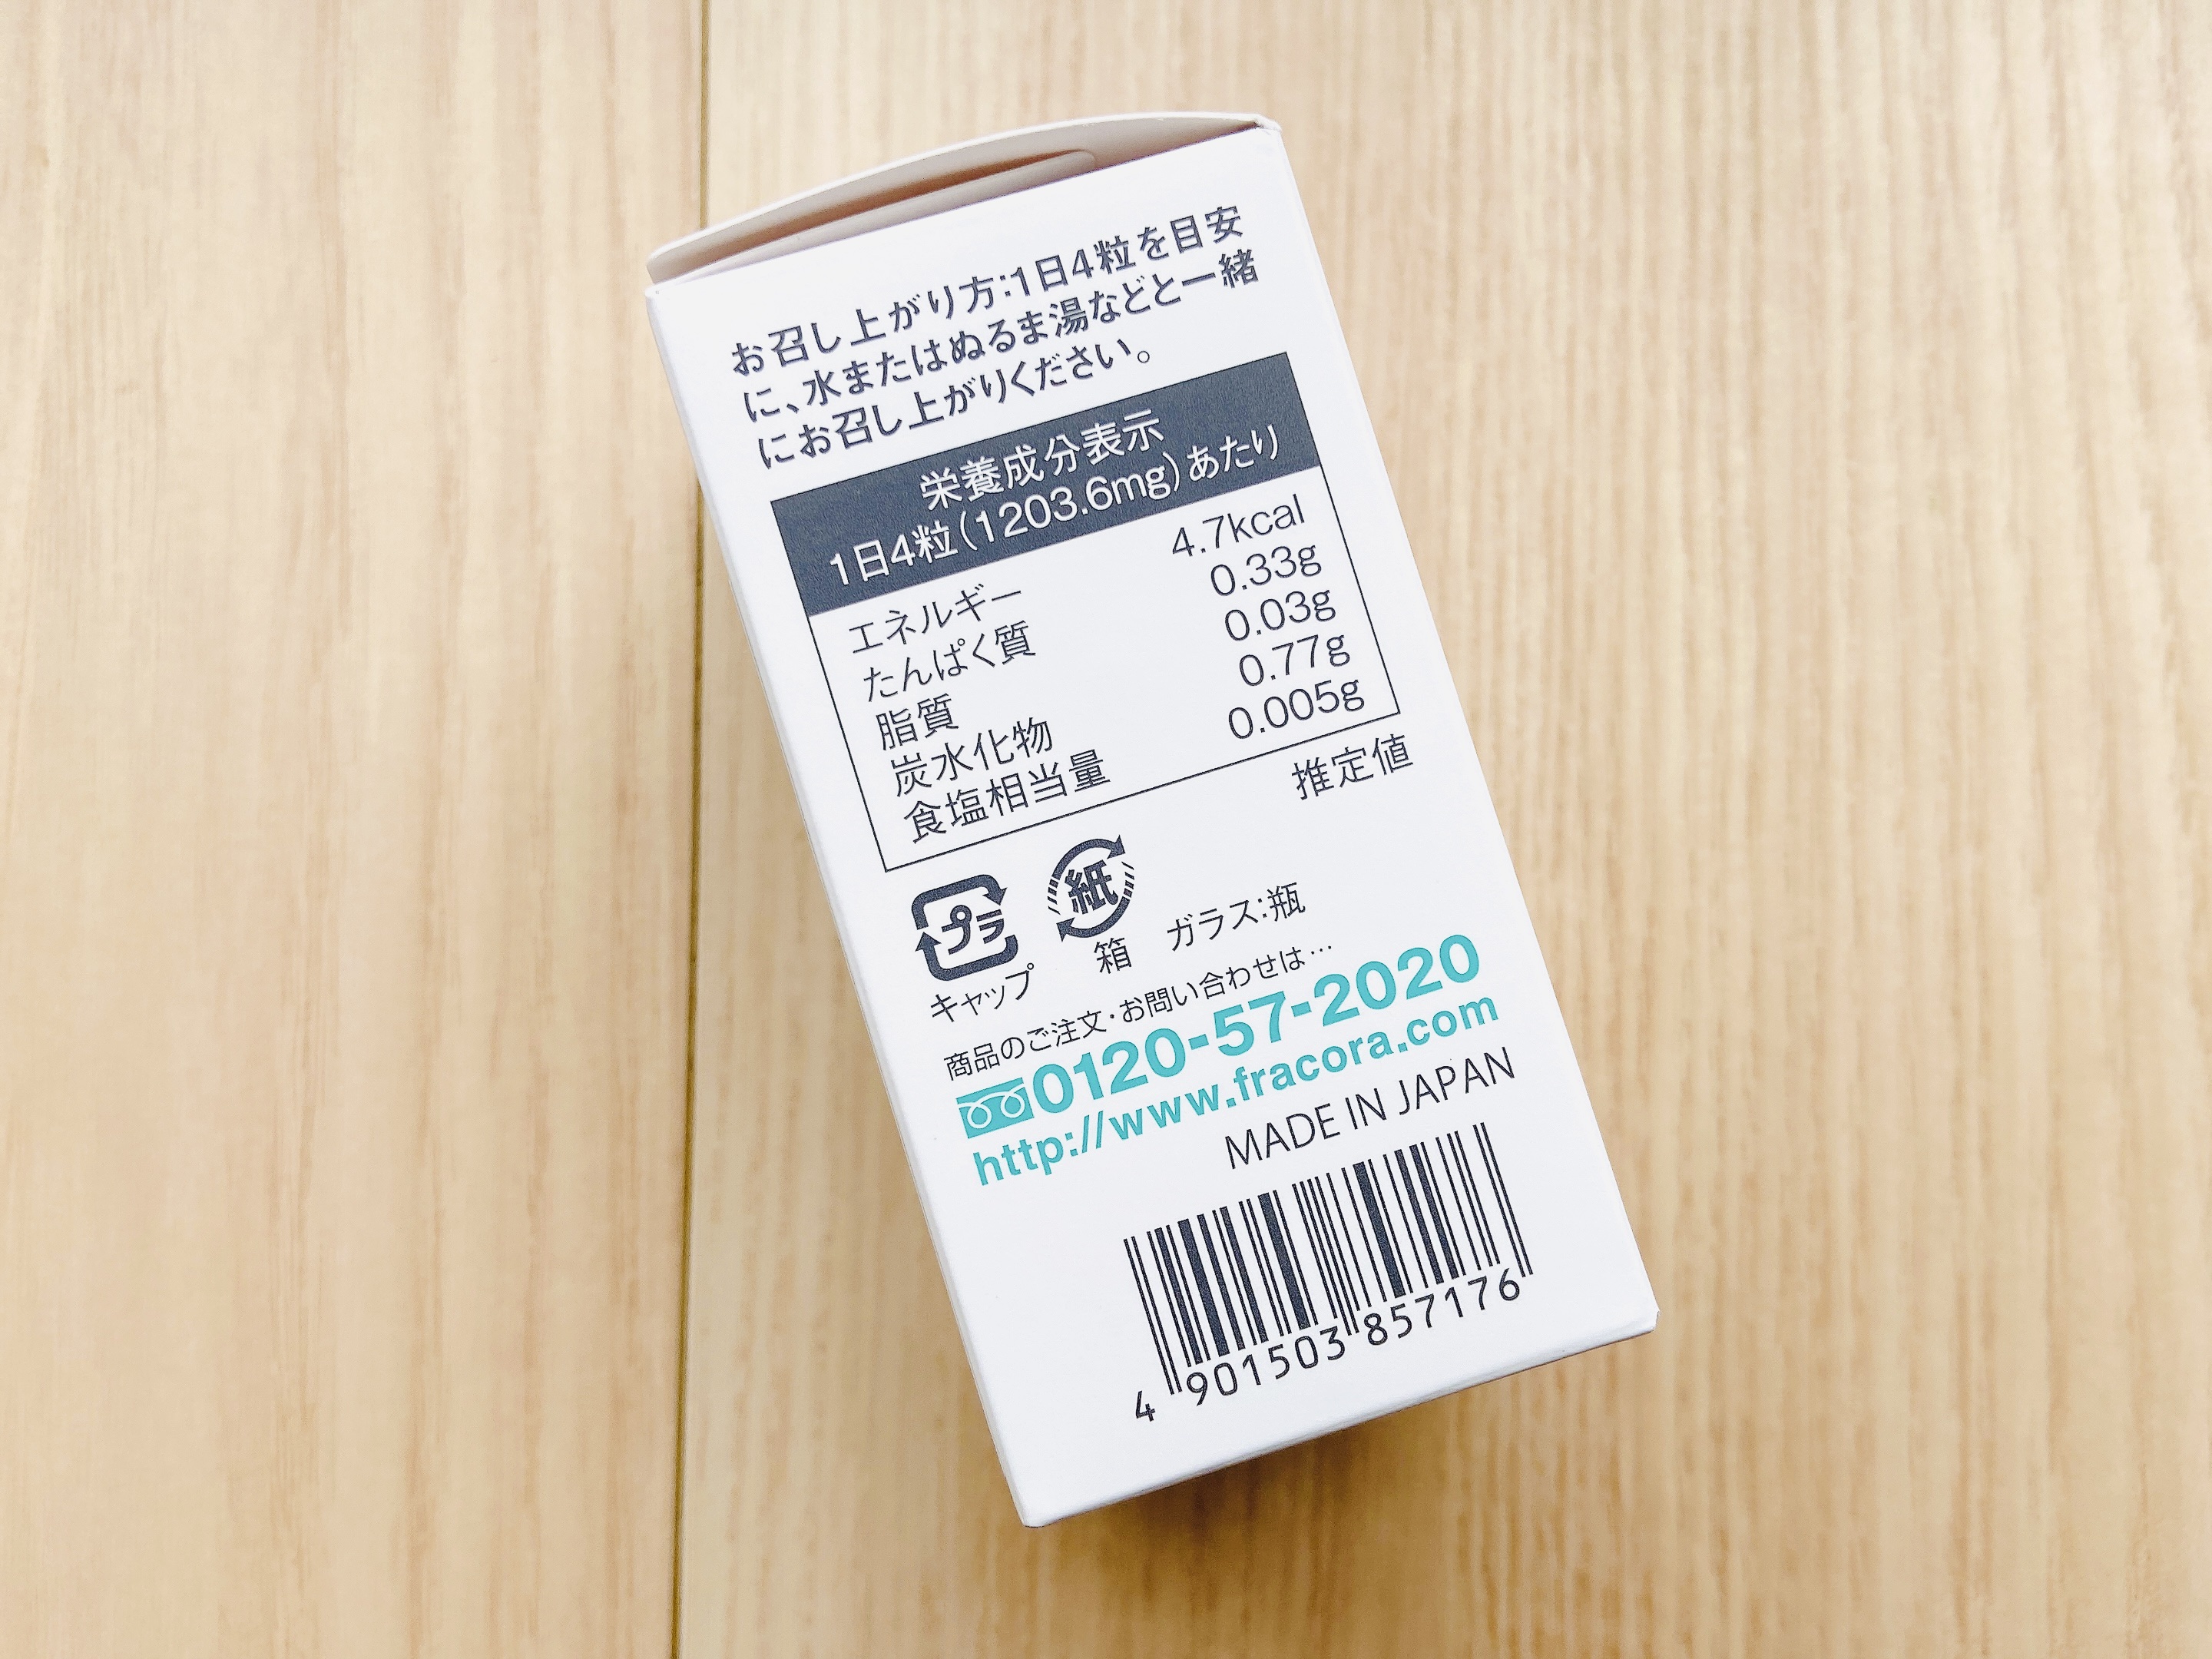 お召し上がり方:1日4粒を目安
に、水またはぬるま湯などと一緒
にお召し上がりください。
栄養成分表示
1日4粒(1203.6mg)あたり
エネルギー 4.7kcal
たんぱく質 0.33g
脂質 0.03g
炭水化物 0.77g
食塩相当量 0.005g
推定値
プラ 紙
キャップ 箱 ガラス:瓶
商品のご注文・お問い合わせは…
0120-57-2020
http://www.fracora.com
MADE IN JAPAN
4 901503 857176